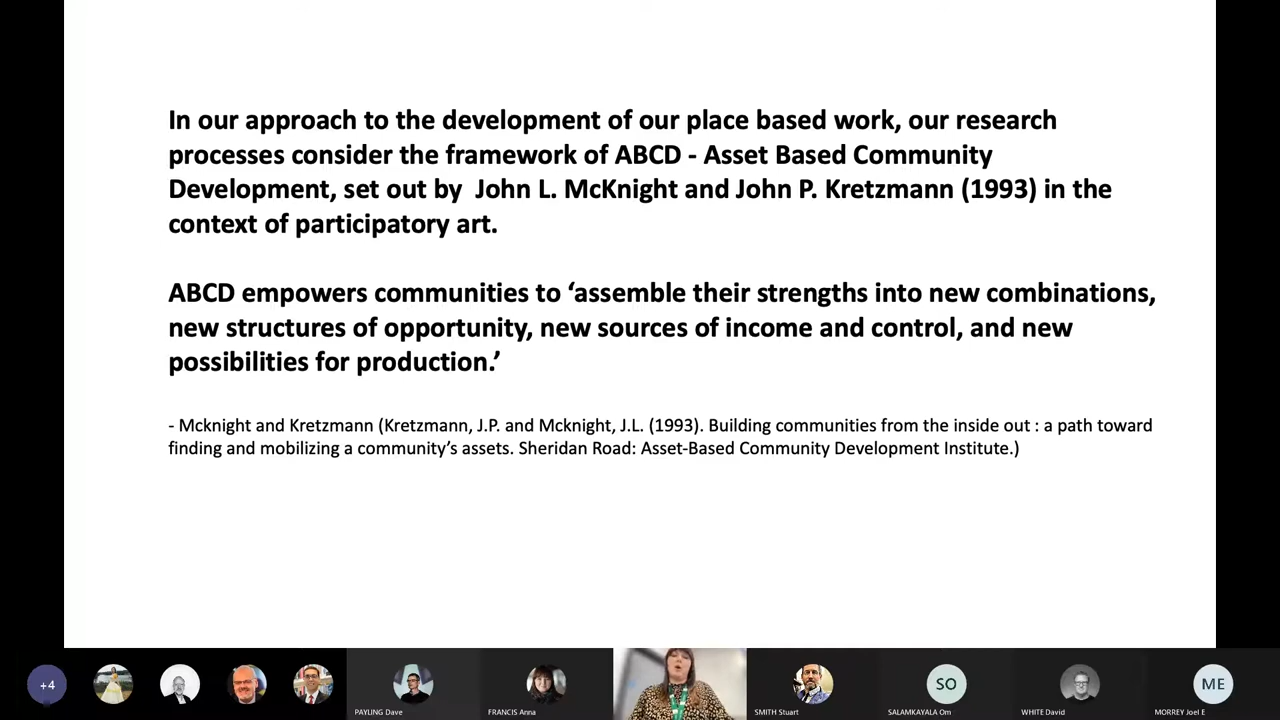 In our approach to the development of our place based work, our research
processes consider the framework of ABCD - Asset Based Community
Development, set out by  John L. McKnight and John P. Kretzmann (1993) in the
context of participatory art.
ABCD empowers communities to ‘assemble their strengths into new combinations,
new structures of opportunity, new sources of income and control, and new
possibilities for production.’
- Mcknight and Kretzmann (Kretzmann, J.P. and Mcknight, J.L. (1993). Building communities from the inside out : a path toward
finding and mobilizing a community’s assets. Sheridan Road: Asset-Based Community Development Institute.)
+4
SO
ME
PAYLING Dave
FRANCIS Anna
SMITH Stuart
SALAMKAYALA Om
WHITE David
MORREY Joel E